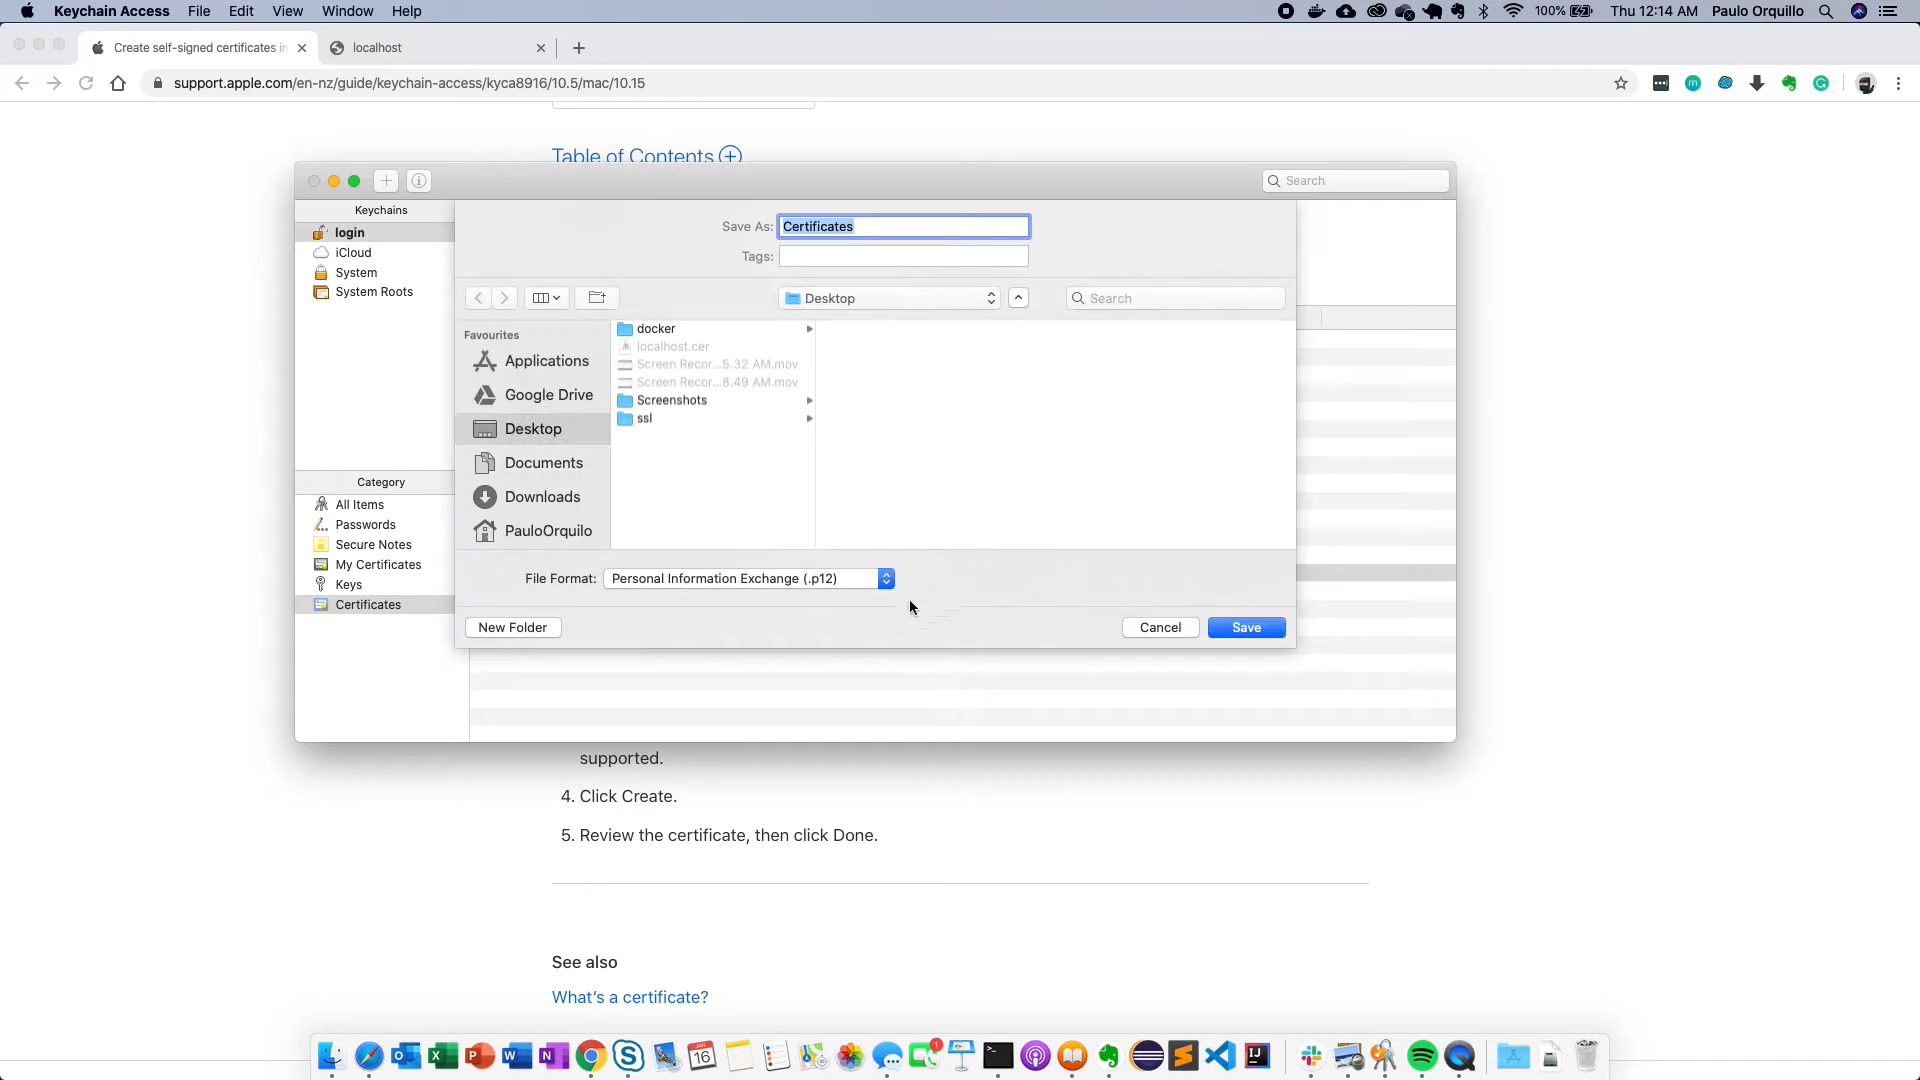 Keychain Access File Edit View Window Help
100% Thu 12:14 AM Paulo Orquillo
Create self-signed certificates in
localhost
support.apple.com/en-nz/guide/keychain-access/kyca8916/10.5/mac/10.15
Table of Contents
Search
Keychains
login
iCloud
System
System Roots
Save As: Certificates
Tags:
Desktop
Search
Favourites
Applications
Google Drive
Desktop
Documents
Downloads
PauloOrquilo
docker
localhost.cer
Screen Recor...5.32 AM.mov
Screen Recor...8.49 AM.mov
Screenshots
ssl
Category
All Items
Passwords
Secure Notes
My Certificates
Keys
Certificates
File Format: Personal Information Exchange (.p12)
New Folder
Cancel
Save
supported.
4. Click Create.
5. Review the certificate, then click Done.
See also
What's a certificate?
JAN
16
1